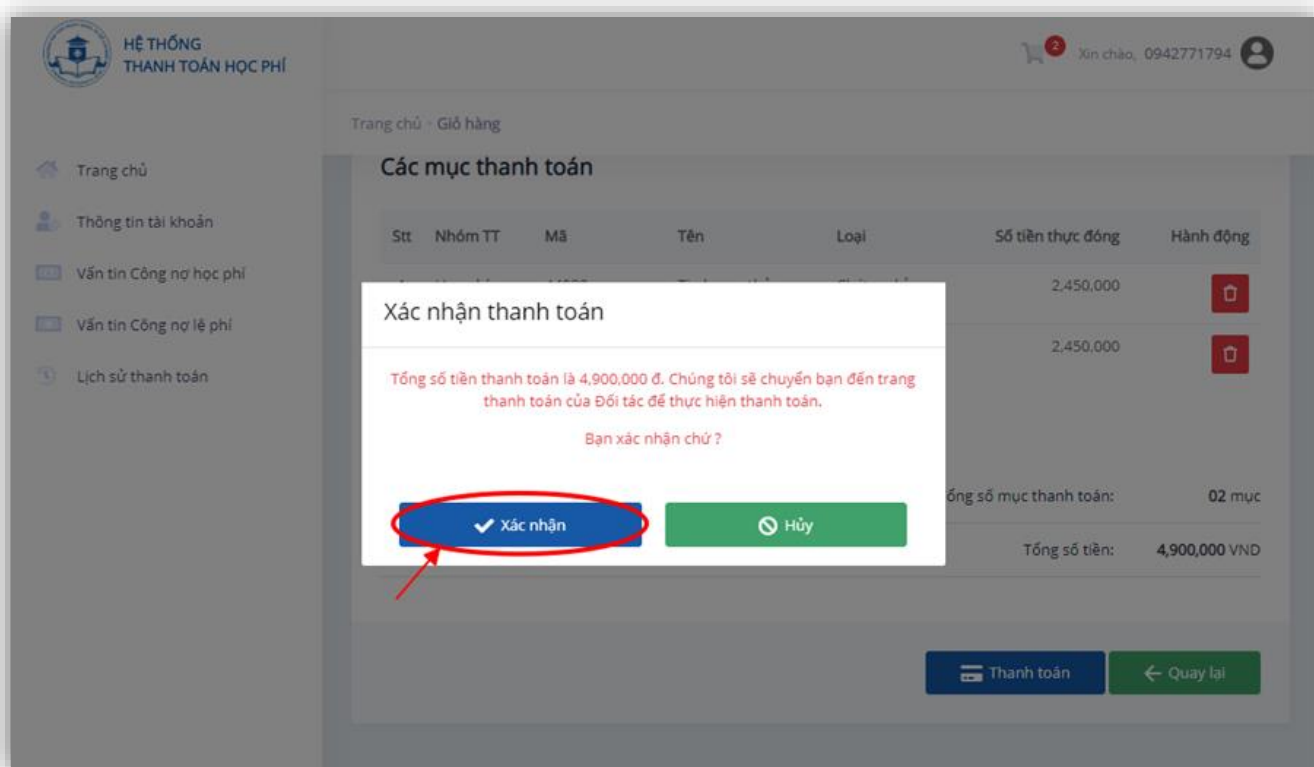 HỆ THỐNG
THANH TOÁN HỌC PHÍ
2
Xin chào, 0942771794
Trang chủ - Giỏ hàng
Trang chủ
Thông tin tài khoản
Vấn tin Công nợ học phí
Vấn tin Công nợ lệ phí
Lịch sử thanh toán
Các mục thanh toán
Stt Nhóm TT Mã Tên Loại Số tiền thực đóng Hành động
2,450,000
2,450,000
Xác nhận thanh toán
Tổng số tiền thanh toán là 4,900,000 đ. Chúng tôi sẽ chuyển bạn đến trang
thanh toán của Đối tác để thực hiện thanh toán.
Bạn xác nhận chứ ?
Xác nhận Hủy
số mục thanh toán: 02 mục
Tổng số tiền: 4,900,000 VND
Thanh toán Quay lại